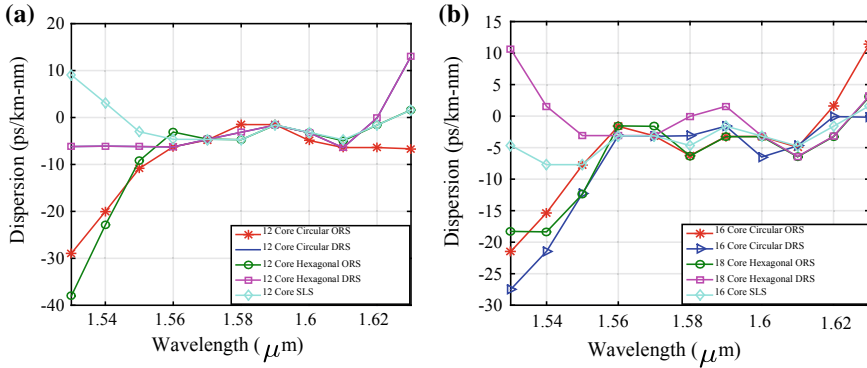 (a)
20
10
0
-10
-20
-30
-40
Dispersion (ps/km-nm)
1.54
1.56
1.58
1.6
1.62
Wavelength (μm)
12 Core Circular ORS
12 Core Circular DRS
12 Core Hexagonal ORS
12 Core Hexagonal DRS
12 Core SLS
(b)
15
10
5
0
-5
-10
-15
-20
-25
-30
Dispersion (ps/km-nm)
1.54
1.56
1.58
1.6
1.62
Wavelength (μm)
16 Core Circular ORS
16 Core Circular DRS
18 Core Hexagonal ORS
18 Core Hexagonal DRS
16 Core SLS